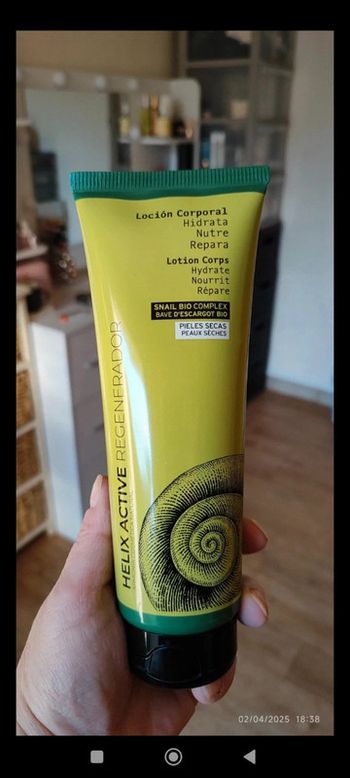 Loción Corporal
Hidrata
Nutre
Repara
Lotion Corps
Hydrate
Nourrit
Répare
SNAIL BIO COMPLEX
BAVE D'ESCARGOT BIO
PIELES SECAS
PEAUX SÈCHES
HELIX ACTIVE REGENERADOR
02/04/2025 18:38